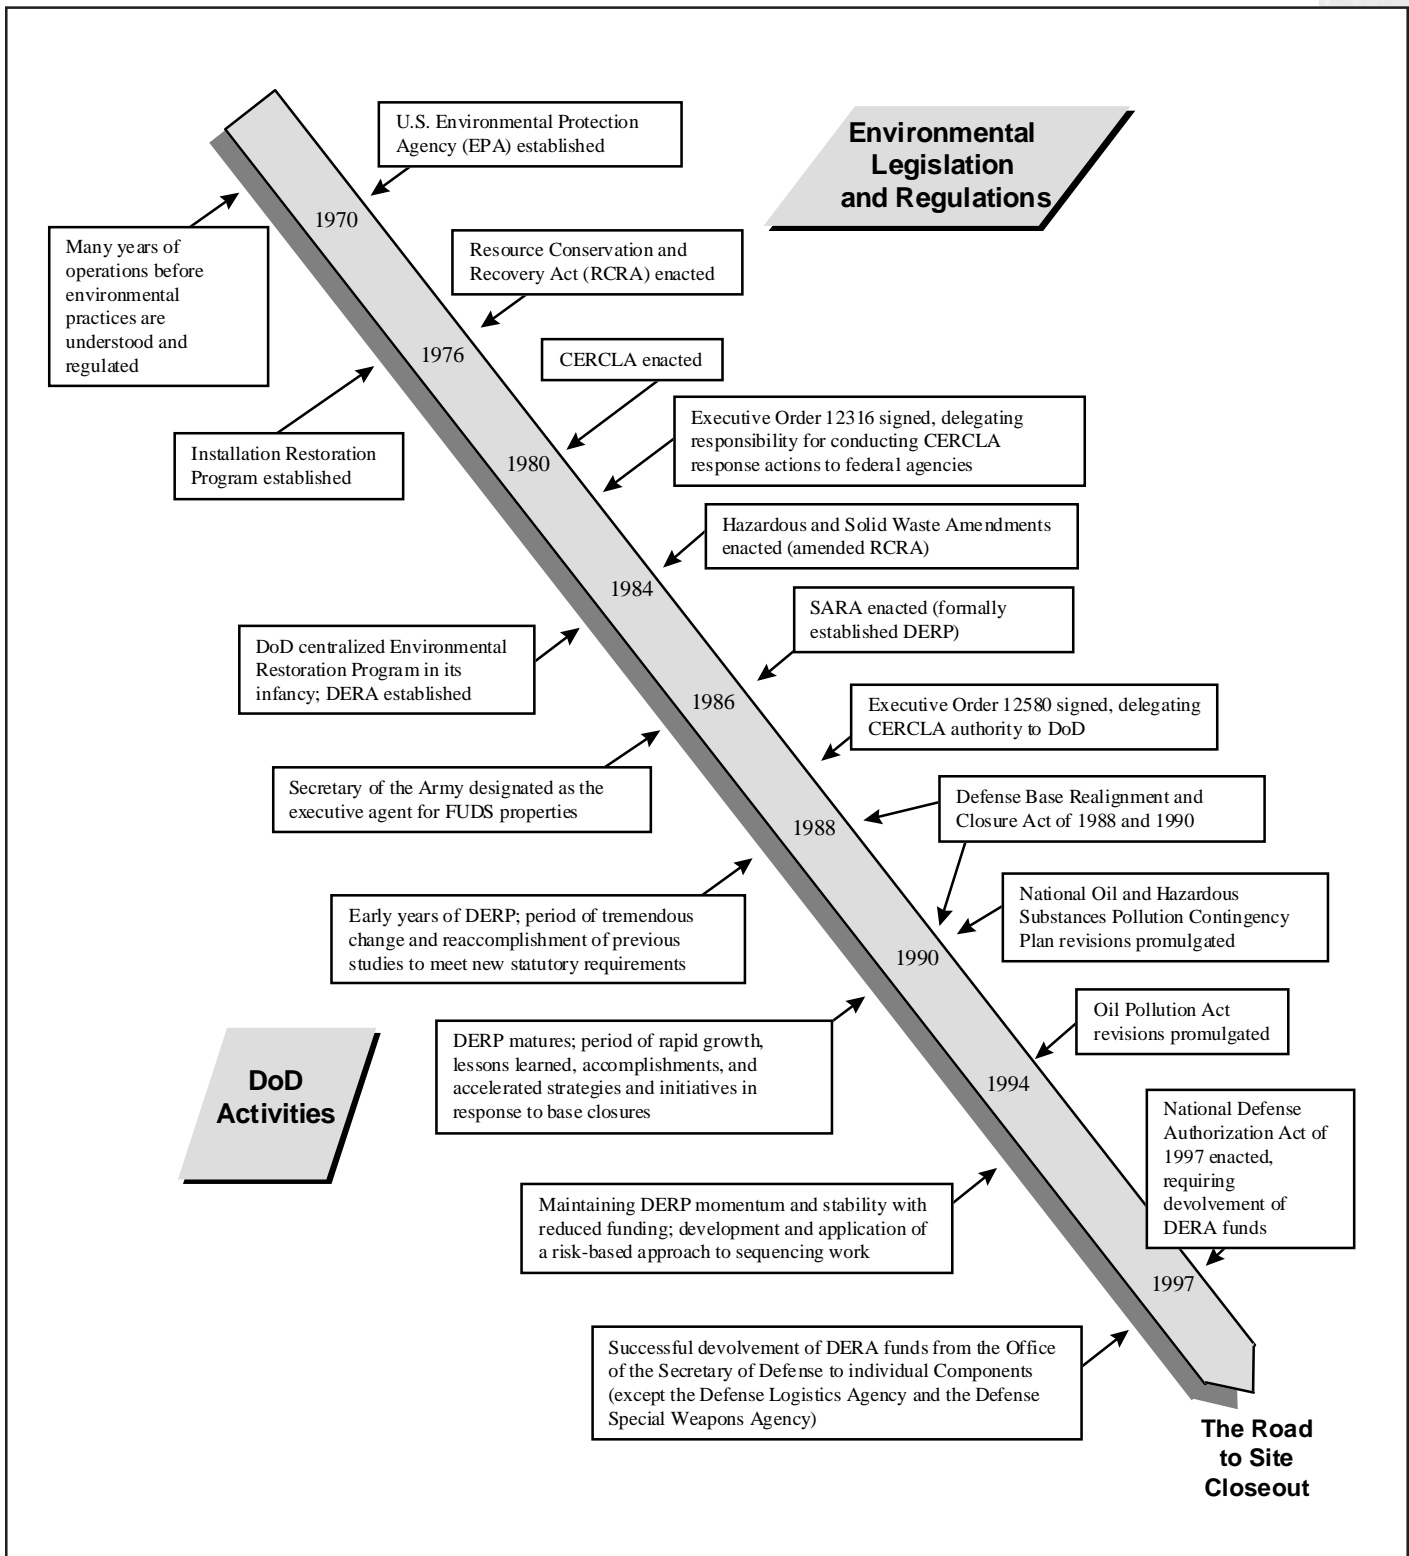 U.S. Environmental Protection
Agency (EPA) established
Environmental
Legislation
and Regulations
1970
Many years of
operations before
environmental
practices are
understood and
regulated
Resource Conservation and
Recovery Act (RCRA) enacted
1976
CERCLA enacted
Installation Restoration
Program established
Executive Order 12316 signed, delegating
responsibility for conducting CERCLA
response actions to federal agencies
1980
Hazardous and Solid Waste Amendments
enacted (amended RCRA)
1984
SARA enacted (formally
established DERP)
DoD centralized Environmental
Restoration Program in its
infancy; DERA established
1986
Executive Order 12580 signed, delegating
CERCLA authority to DoD
Secretary of the Army designated as the
executive agent for FUDS properties
1988
Defense Base Realignment and
Closure Act of 1988 and 1990
Early years of DERP; period of tremendous
change and reaccomplishment of previous
studies to meet new statutory requirements
National Oil and Hazardous
Substances Pollution Contingency
Plan revisions promulgated
1990
Oil Pollution Act
revisions promulgated
DERP matures; period of rapid growth,
lessons learned, accomplishments, and
accelerated strategies and initiatives in
response to base closures
DoD
Activities
1994
National Defense
Authorization Act of
1997 enacted,
requiring
devolvement of
DERA funds
Maintaining DERP momentum and stability with
reduced funding; development and application of
a risk-based approach to sequencing work
1997
Successful devolvement of DERA funds from the Office
of the Secretary of Defense to individual Components
(except the Defense Logistics Agency and the Defense
Special Weapons Agency)
The Road
to Site
Closeout